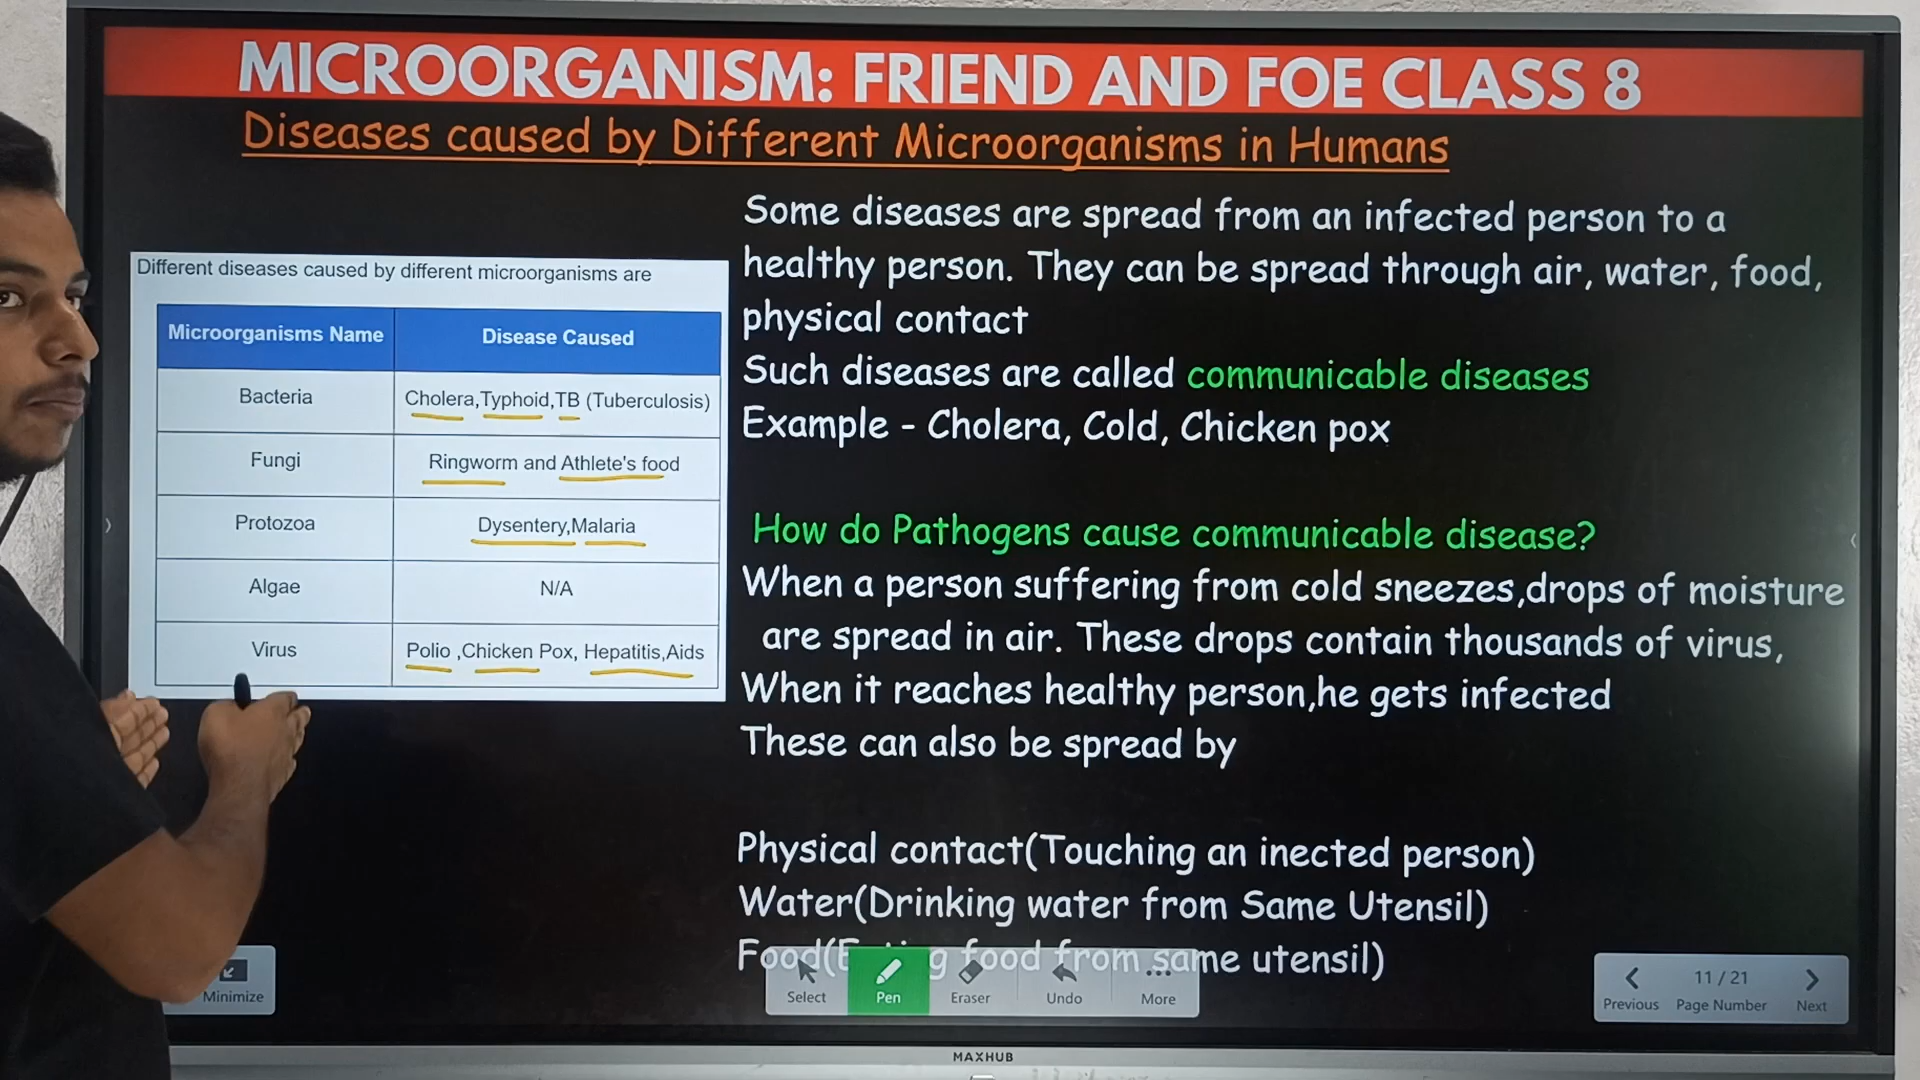 MICROORGANISM: FRIEND AND FOE CLASS 8
Diseases caused by Different Microorganisms in Humans
Different diseases caused by different microorganisms are
Microorganisms Name Disease Caused
Bacteria Cholera,Typhoid,TB (Tuberculosis)
Fungi Ringworm and Athlete's food
Protozoa Dysentery,Malaria
Algae N/A
Virus Polio ,Chicken Pox, Hepatitis,Aids
Some diseases are spread from an infected person to a
healthy person. They can be spread through air, water, food,
physical contact
Such diseases are called communicable diseases
Example - Cholera, Cold, Chicken pox
How do Pathogens cause communicable disease?
When a person suffering from cold sneezes,drops of moisture
are spread in air. These drops contain thousands of virus,
When it reaches healthy person,he gets infected
These can also be spread by
Physical contact(Touching an inected person)
Water(Drinking water from Same Utensil)
Food( food from same utensil)
Minimize
Select Pen Eraser Undo More
11 / 21
Previous Page Number Next
MAXHUB